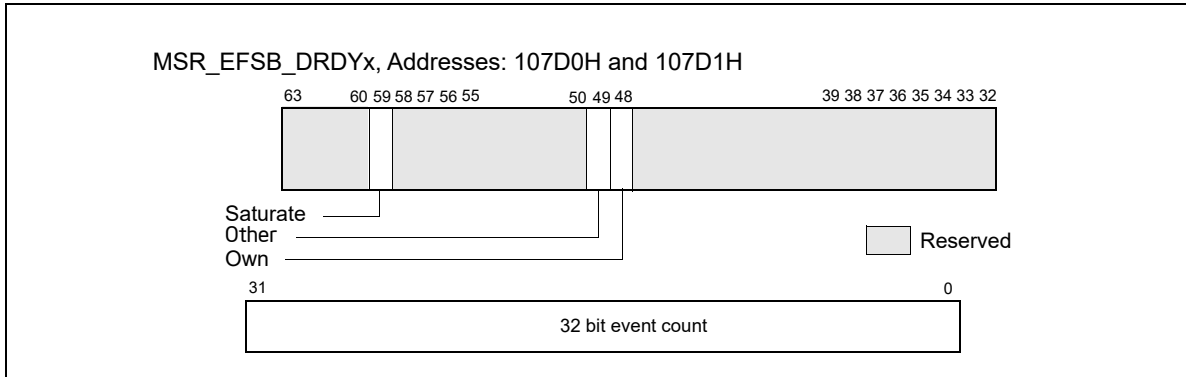 MSR_EFSB_DRDYx, Addresses: 107D0H and 107D1H
63 60 59 58 57 56 55 50 49 48 39 38 37 36 35 34 33 32
Saturate
Other
Own
Reserved
31 0
32 bit event count